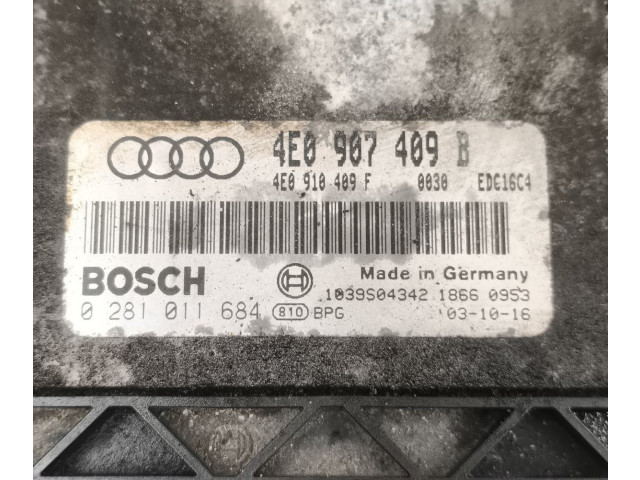 4E0 907 409 B
4E0 910 409 F 0030 EDC16C4
BOSCH Made in Germany
1039S04342 1866 0953
0 281 011 684 810 BPG 03-10-16